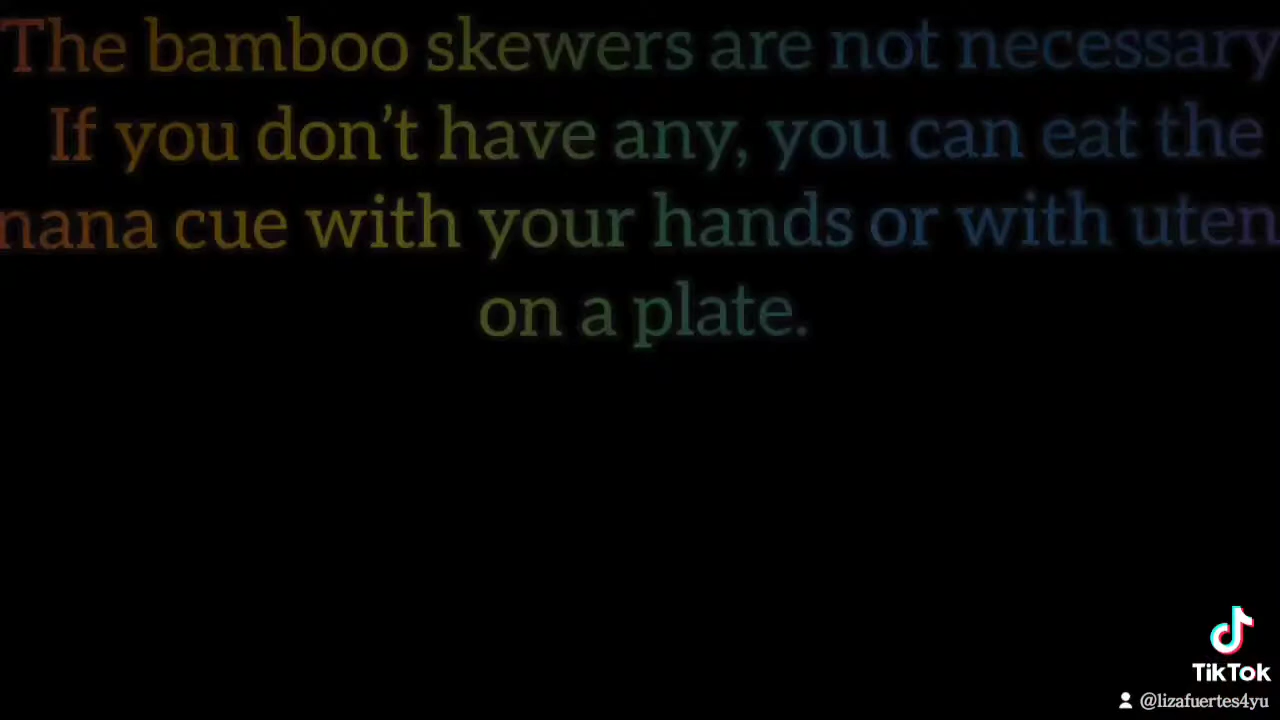 The bamboo skewers are not necessary
If you don't have any, you can eat the
nana cue with your hands or with uten
on a plate.
TikTok
@lizafuertes4yu